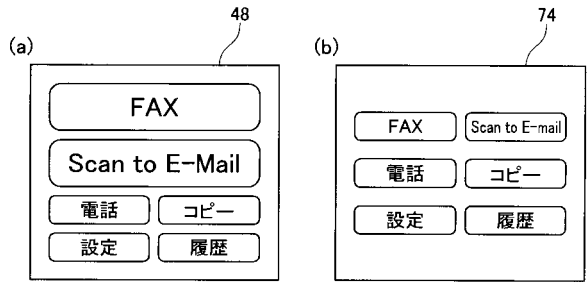 (a)
48
FAX
Scan to E-Mail
電話 コピー
設定 履歴
(b)
74
FAX Scan to E-mail
電話 コピー
設定 履歴